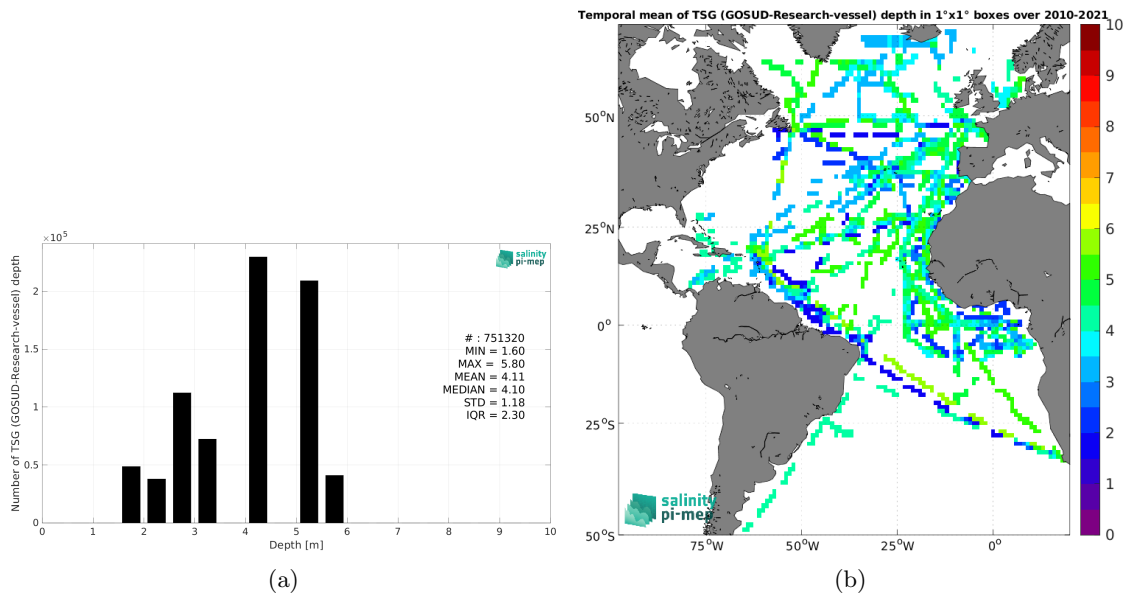 ×10⁵
2
1.5
1
0.5
0
Number of TSG (GOSUD-Research-vessel) depth
0 1 2 3 4 5 6 7 8 9 10
Depth [m]
salinity
pi-mep
# : 751320
MIN = 1.60
MAX = 5.80
MEAN = 4.11
MEDIAN = 4.10
STD = 1.18
IQR = 2.30
(a)
Temporal mean of TSG (GOSUD-Research-vessel) depth in 1°x1° boxes over 2010-2021
50°N
25°N
0°
25°S
50°S
75°W 50°W 25°W 0°
salinity
pi-mep
10
9
8
7
6
5
4
3
2
1
0
(b)